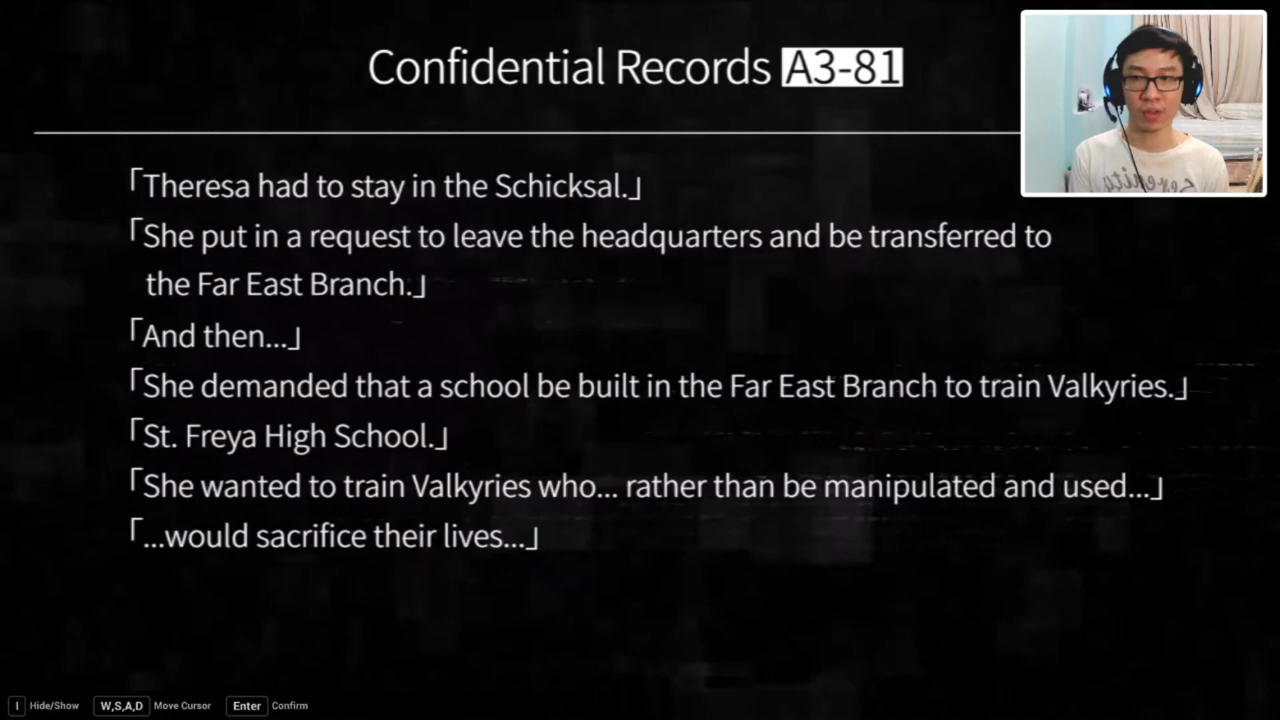 Confidential Records A3-81
「Theresa had to stay in the Schicksal.」
「She put in a request to leave the headquarters and be transferred to
the Far East Branch.」
「And then...」
「She demanded that a school be built in the Far East Branch to train Valkyries.」
「St. Freya High School.」
「She wanted to train Valkyries who... rather than be manipulated and used...」
「...would sacrifice their lives...」
Serenity
I Hide/Show W,S,A,D Move Cursor Enter Confirm